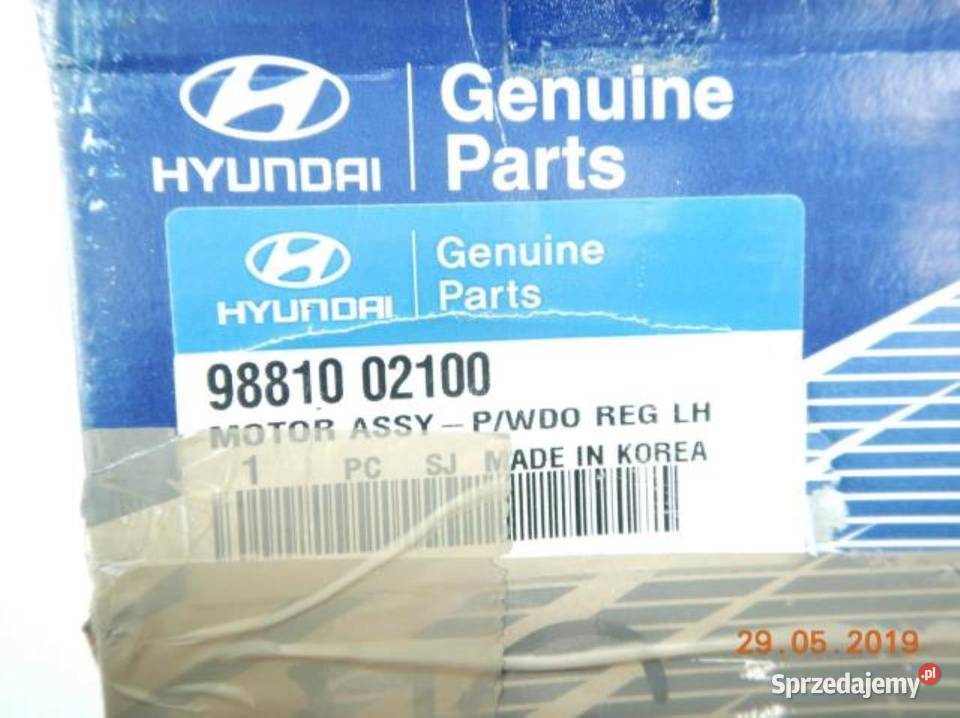 HYUNDAI
Genuine
Parts
HYUNDAI
Genuine
Parts
98810 02100
MOTOR ASSY-P/WDO REG LH
1 PC SJ MADE IN KOREA
29.05.2019
Sprzedajemy.pl